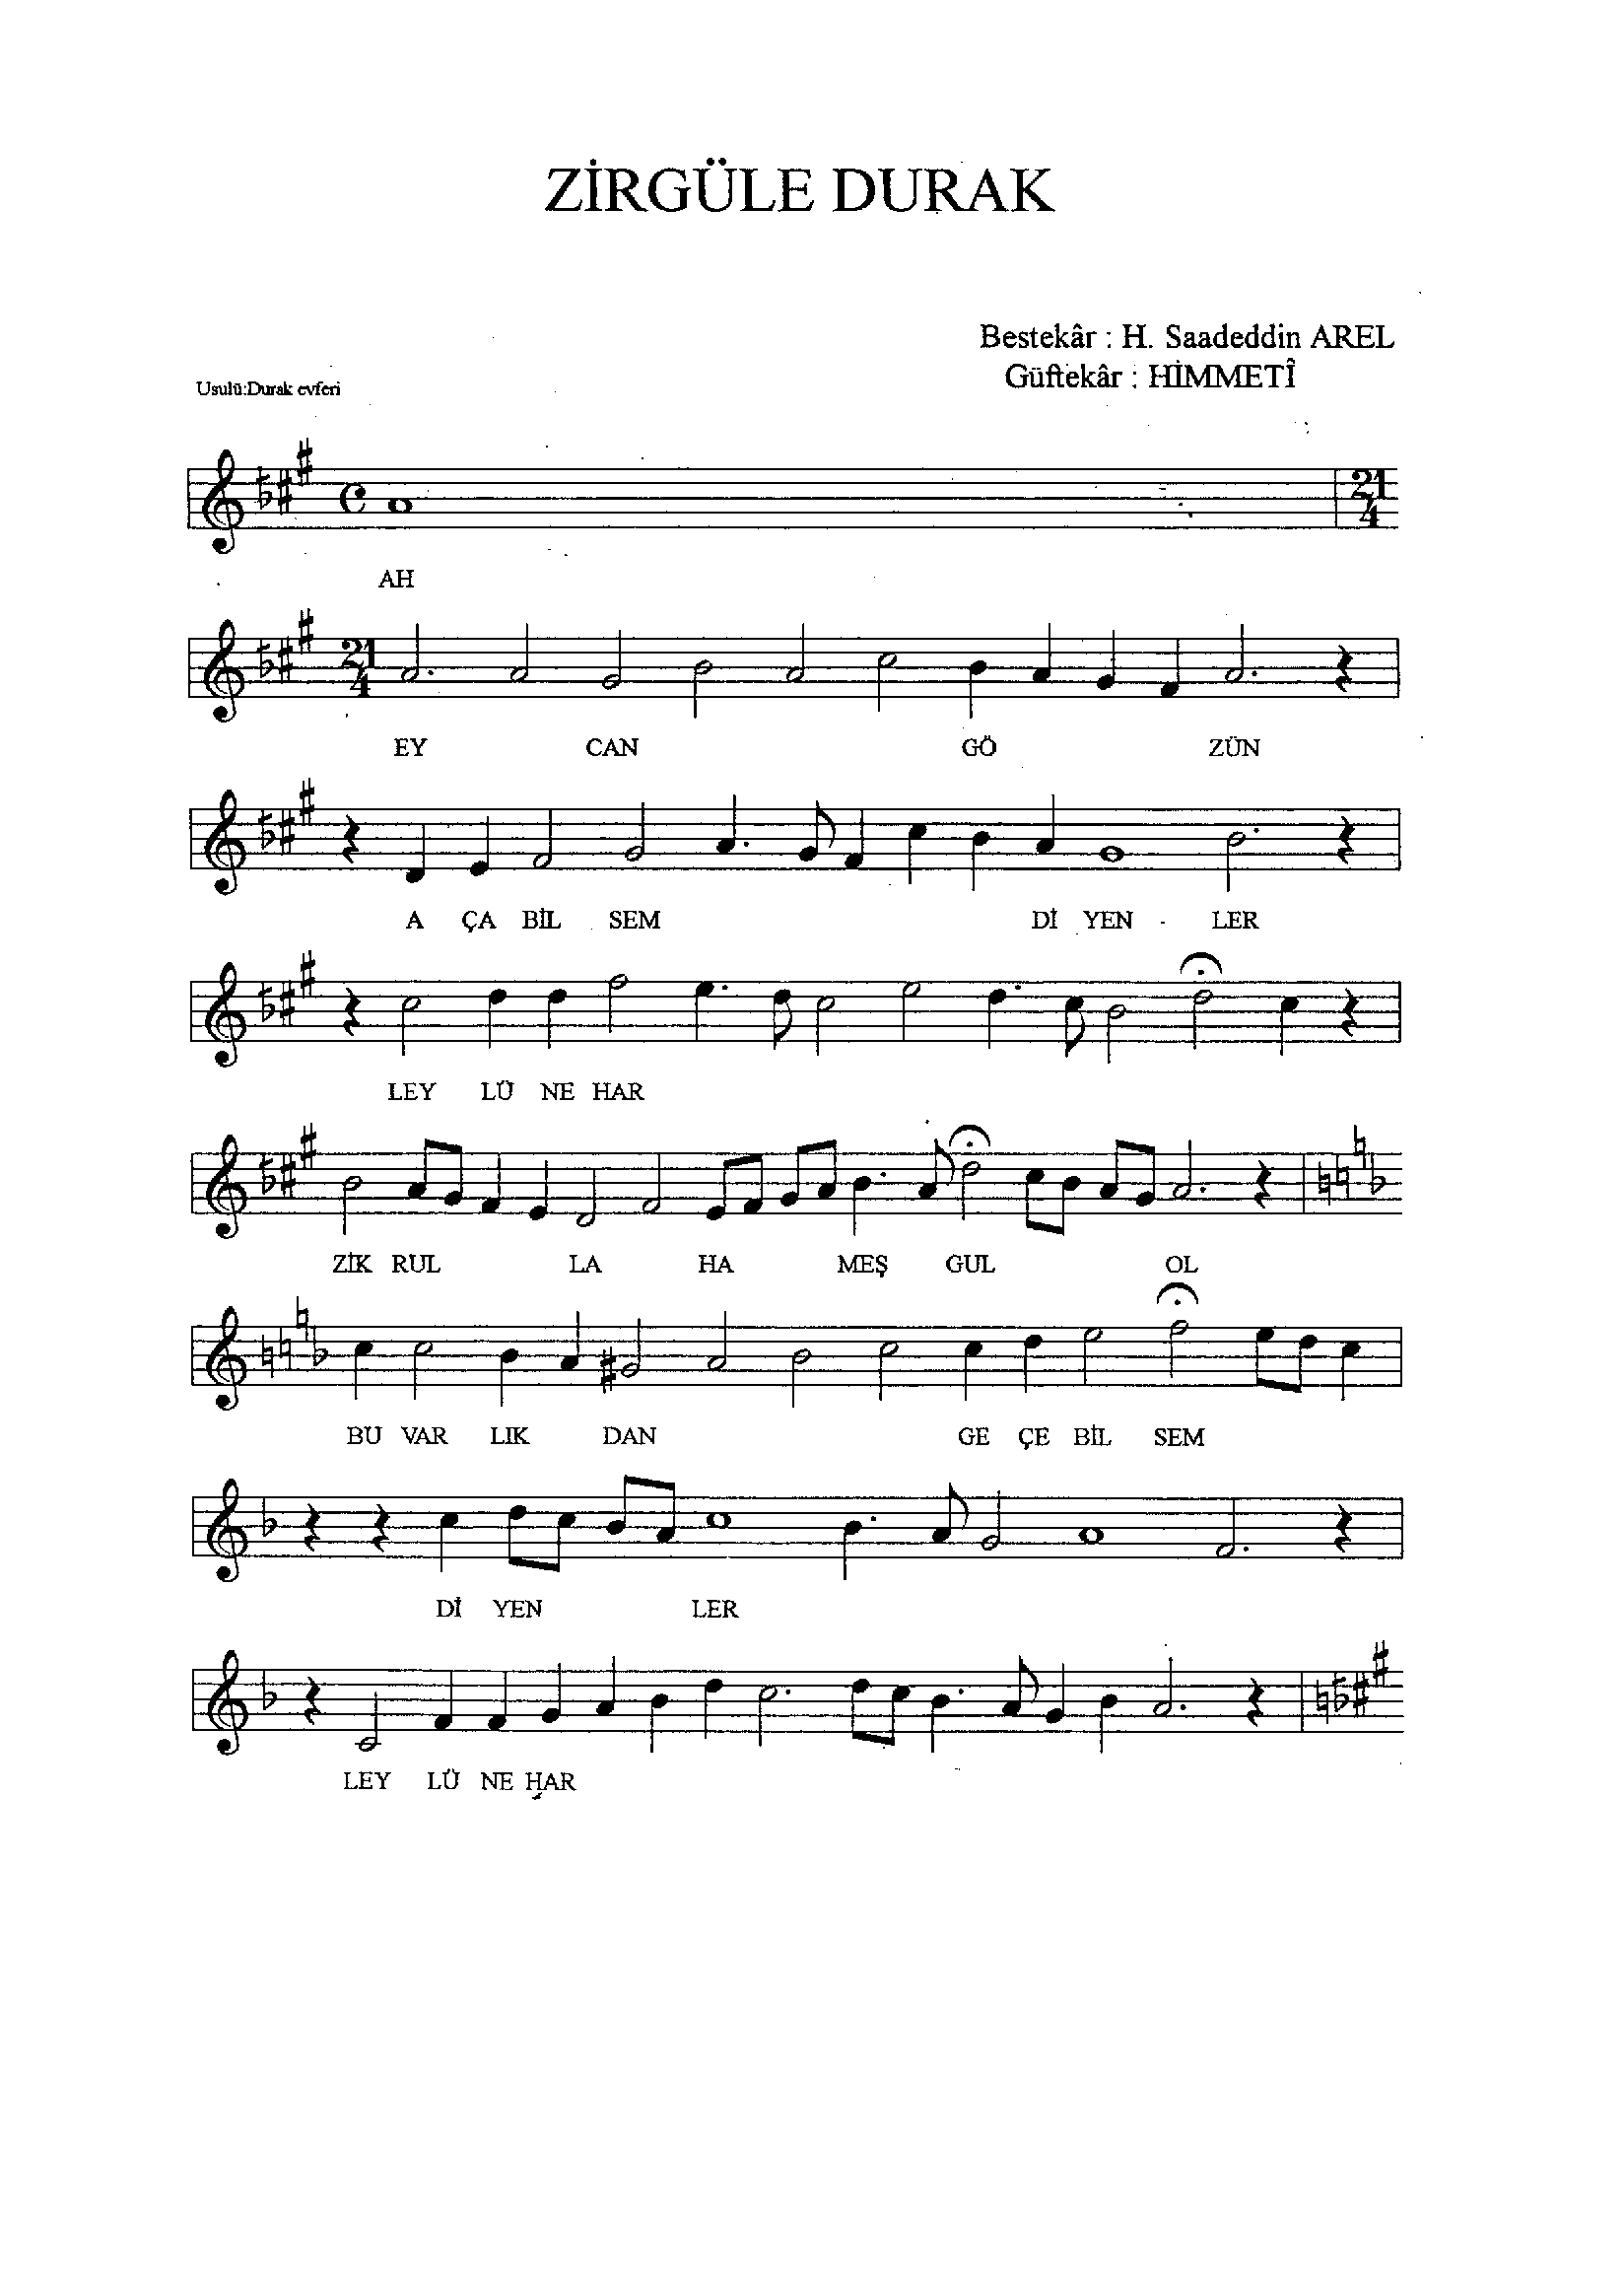 ZİRGÜLE DURAK
Bestekâr : H. Saadeddin AREL
Güftekâr : HİMMETÎ
Usulü:Durak evferi
21
4
AH
21
4
EY CAN GÖ ZÜN
A ÇA BİL SEM Dİ YEN - LER
LEY LÜ NE HAR
ZİK RUL LA HA MEŞ GUL OL
BU VAR LIK DAN GE ÇE BİL SEM
Dİ YEN LER
LEY LÜ NE HAR